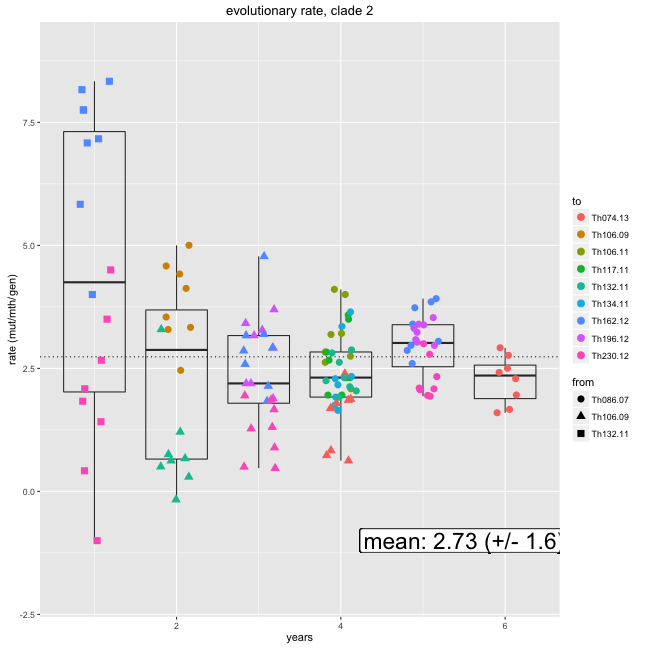 evolutionary rate, clade 2
rate (mut/mth/gen)
7.5
5.0
2.5
0.0
-2.5
mean: 2.73 (+/- 1.6)
2
4
6
years
to
Th074.13
Th106.09
Th106.11
Th117.11
Th132.11
Th134.11
Th162.12
Th196.12
Th230.12
from
Th086.07
Th106.09
Th132.11